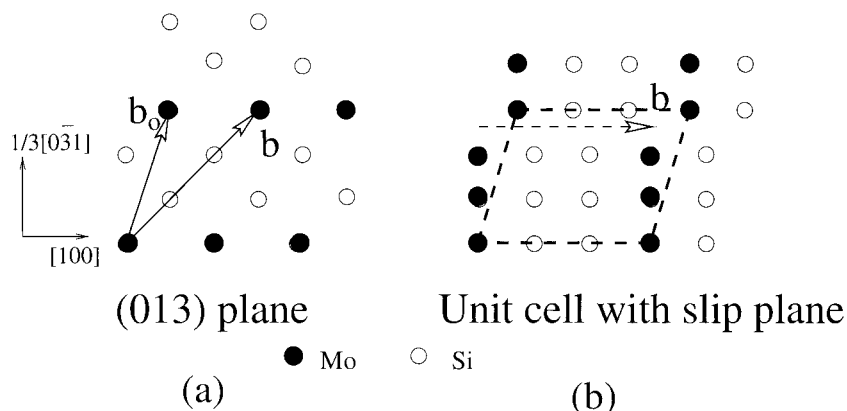 b₀
b
1/3[03̅1]
[100]
b
(013) plane
Unit cell with slip plane
Mo
Si
(a)
(b)